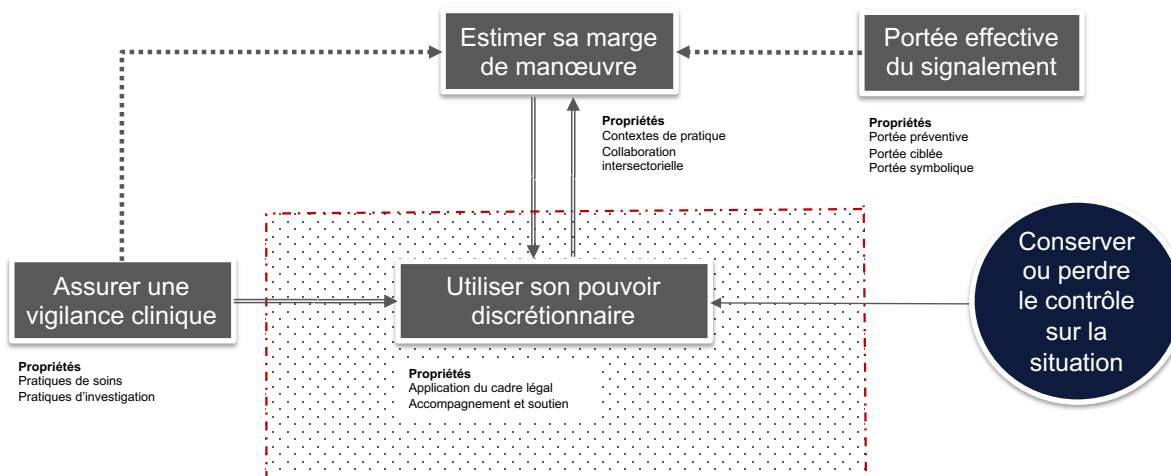 Estimer sa marge
de manœuvre
Portée effective
du signalement
Propriétés
Contextes de pratique
Collaboration
intersectorielle
Propriétés
Portée préventive
Portée ciblée
Portée symbolique
Assurer une
vigilance clinique
Utiliser son pouvoir
discrétionnaire
Conserver
ou perdre
le contrôle
sur la
situation
Propriétés
Pratiques de soins
Pratiques d'investigation
Propriétés
Application du cadre légal
Accompagnement et soutien